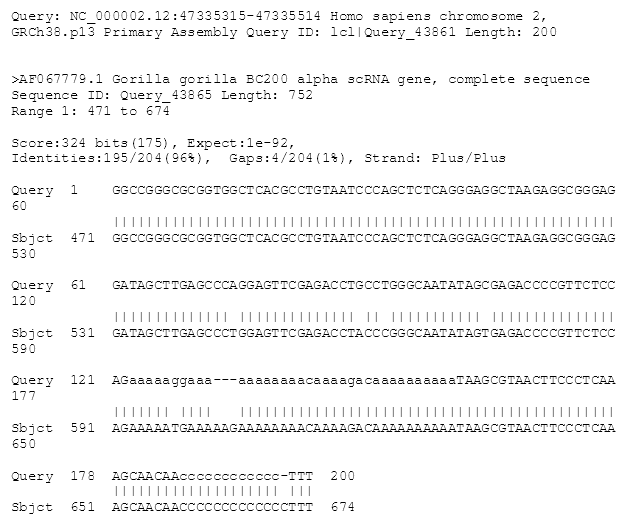 Query: NC_000002.12:47335315-47335514 Homo sapiens chromosome 2,
GRCh38.p13 Primary Assembly Query ID: lcl|Query_43861 Length: 200
>AF067779.1 Gorilla gorilla BC200 alpha scRNA gene, complete sequence
Sequence ID: Query_43865 Length: 752
Range 1: 471 to 674
Score:324 bits(175), Expect:1e-92,
Identities:195/204(96%), Gaps:4/204(1%), Strand: Plus/Plus
Query 1 GGCCGGGCGCGGTGGCTCACGCCTGTAATCCCAGCTCTCAGGGAGGCTAAGAGGCGGGAG
60
||||||||||||||||||||||||||||||||||||||||||||||||||||||||||||
Sbjct 471 GGCCGGGCGCGGTGGCTCACGCCTGTAATCCCAGCTCTCAGGGAGGCTAAGAGGCGGGAG
530
Query 61 GATAGCTTGAGCCCAGGAGTTCGAGACCTGCCTGGGCAATATAGCGAGACCCCGTTCTCC
120
|||||||||||||| |||||||||||||| || ||||||||||| |||||||||||||||
Sbjct 531 GATAGCTTGAGCCCTGGAGTTCGAGACCTACCCGGGCAATATAGTGAGACCCCGTTCTCC
590
Query 121 AGaaaaaggaaa---aaaaaaaacaaaagacaaaaaaaaaaTAAGCGTAACTTCCCTCAA
177
||||||| ||||   |||||||||||||||||||||||||||||||||||||||||||||
Sbjct 591 AGAAAAATGAAAAAGAAAAAAAACAAAAGACAAAAAAAAAATAAGCGTAACTTCCCTCAA
650
Query 178 AGCAACAAcccccccccccc-TTT 200
|||||||||||||||||||| |||
Sbjct 651 AGCAACAACCCCCCCCCCCCCTTT 674